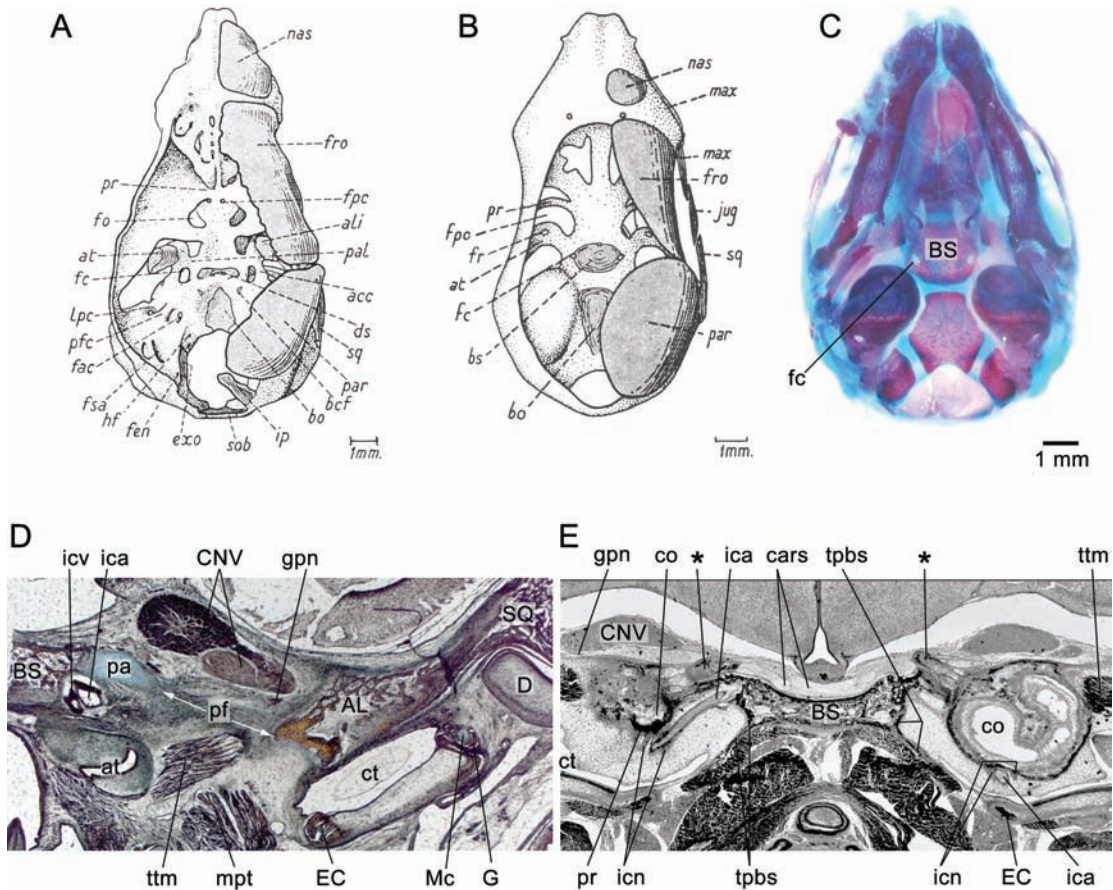 A
nas
fro
pr
fpc
fo
ali
at
pal
fc
acc
lpc
ds
pfc
sq
fac
par
fsa
bcf
hf
bo
fen
ip
exo
sob
1mm.
B
nas
max
max
pr
fro
fpo
jug
fr
at
sq
fc
par
bs
bo
1mm.
C
BS
fc
1 mm
D
icv ica CNV gpn
SQ
BS pa D
pf AL
at ct
ttm mpt EC Mc G
E
gpn co * ica cars tpbs * ttm
CNV
BS
co
ct
pr icn tpbs icn EC ica